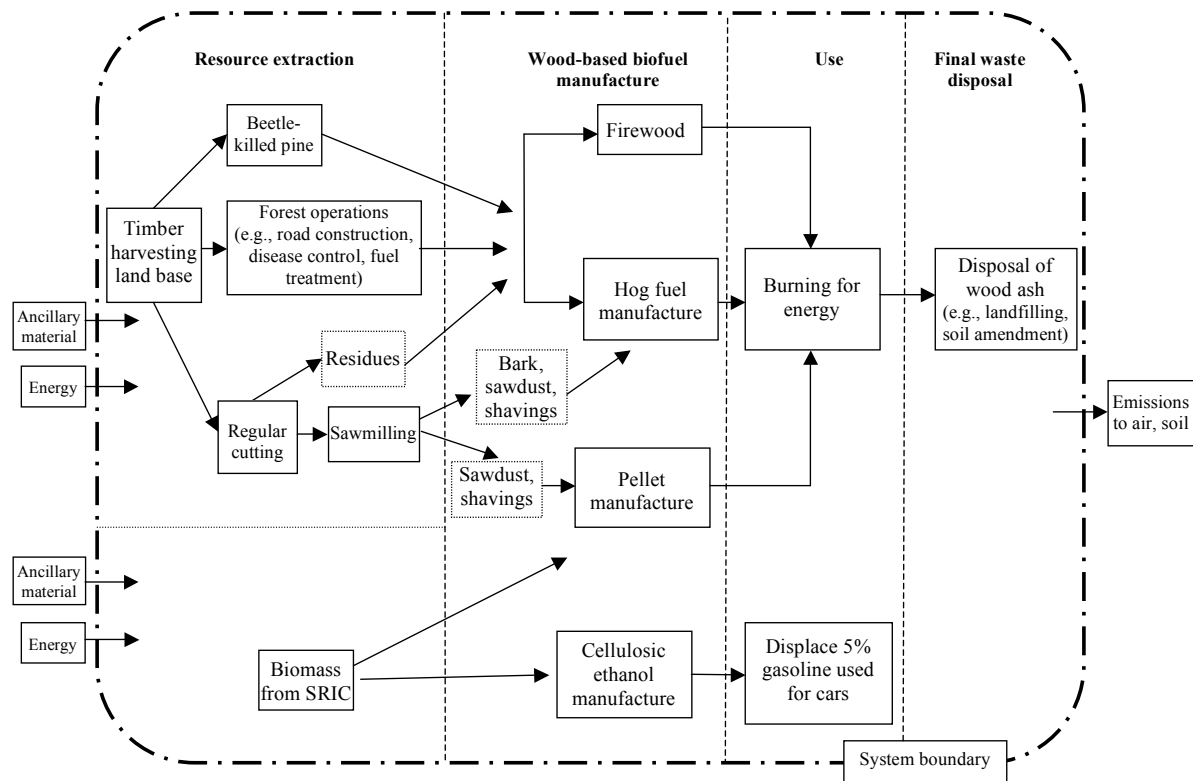 Resource extraction
Wood-based biofuel
manufacture
Use
Final waste
disposal
Beetle-
killed pine
Firewood
Timber
harvesting
land base
Forest operations
(e.g., road construction,
disease control, fuel
treatment)
Hog fuel
manufacture
Burning for
energy
Disposal of
wood ash
(e.g., landfilling,
soil amendment)
Ancillary
material
Energy
Residues
Bark,
sawdust,
shavings
Regular
cutting
Sawmilling
Sawdust,
shavings
Pellet
manufacture
Emissions
to air, soil
Ancillary
material
Energy
Biomass
from SRIC
Cellulosic
ethanol
manufacture
Displace 5%
gasoline used
for cars
System boundary